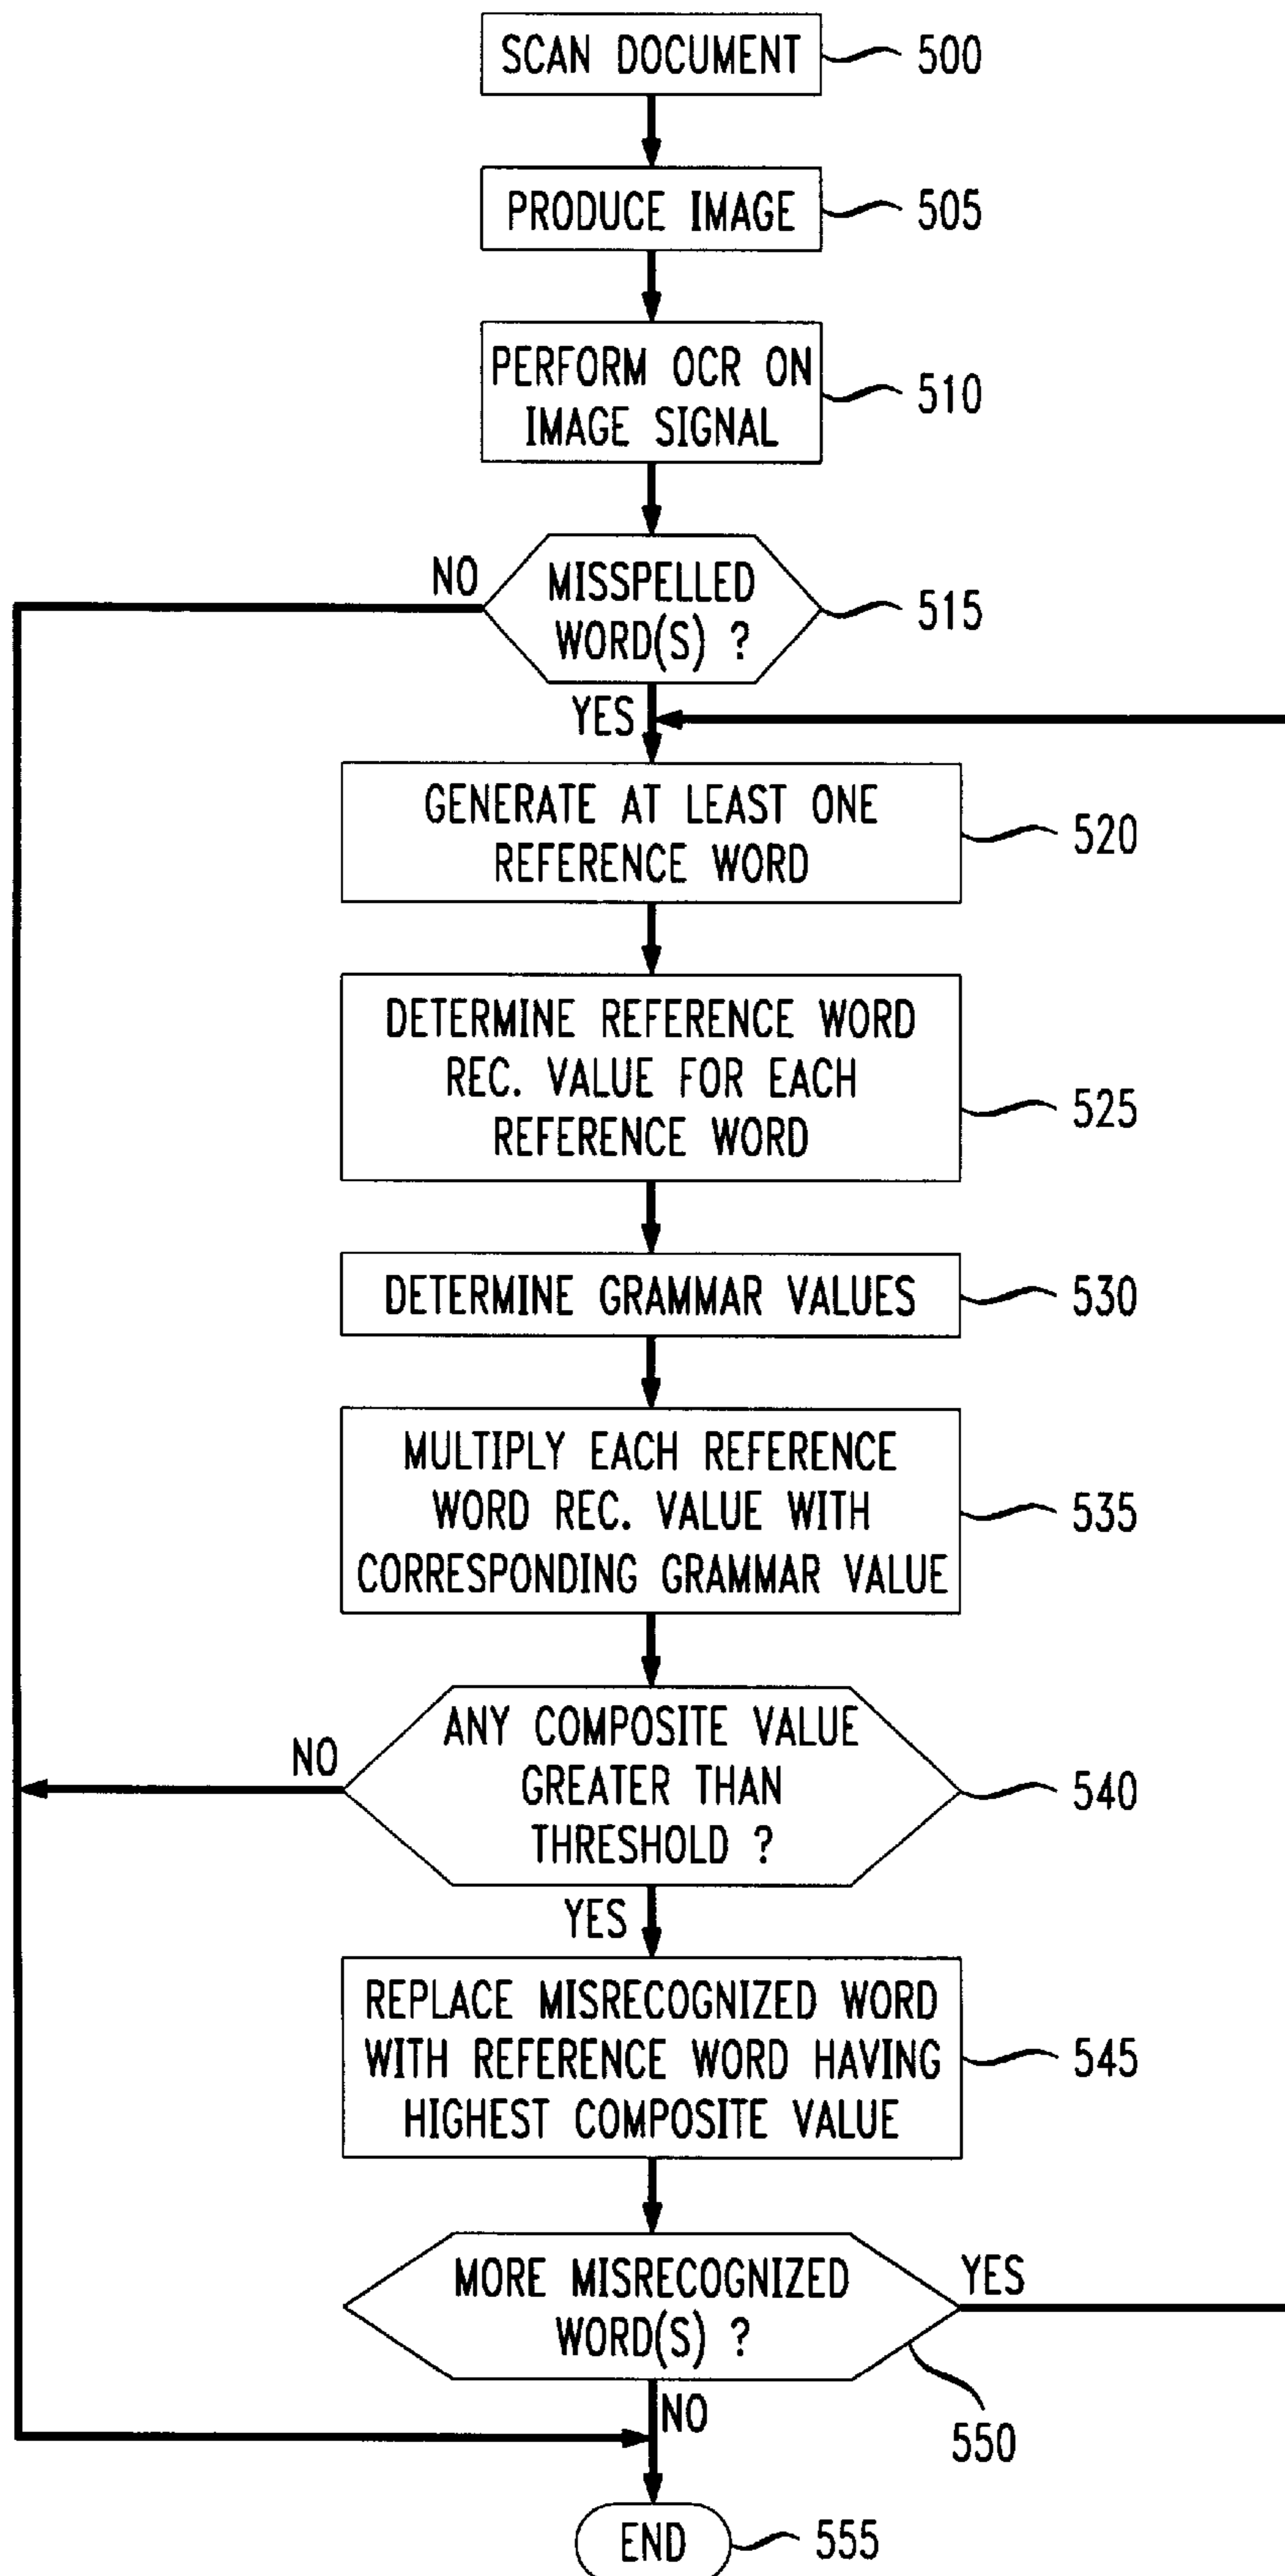 SCAN DOCUMENT
500
PRODUCE IMAGE
505
PERFORM OCR ON
IMAGE SIGNAL
510
MISSPELLED
WORD(S) ?
515
NO
YES
GENERATE AT LEAST ONE
REFERENCE WORD
520
DETERMINE REFERENCE WORD
REC. VALUE FOR EACH
REFERENCE WORD
525
DETERMINE GRAMMAR VALUES
530
MULTIPLY EACH REFERENCE
WORD REC. VALUE WITH
CORRESPONDING GRAMMAR VALUE
535
ANY COMPOSITE VALUE
GREATER THAN
THRESHOLD ?
540
NO
YES
REPLACE MISRECOGNIZED WORD
WITH REFERENCE WORD HAVING
HIGHEST COMPOSITE VALUE
545
MORE MISRECOGNIZED
WORD(S) ?
YES
550
NO
END
555